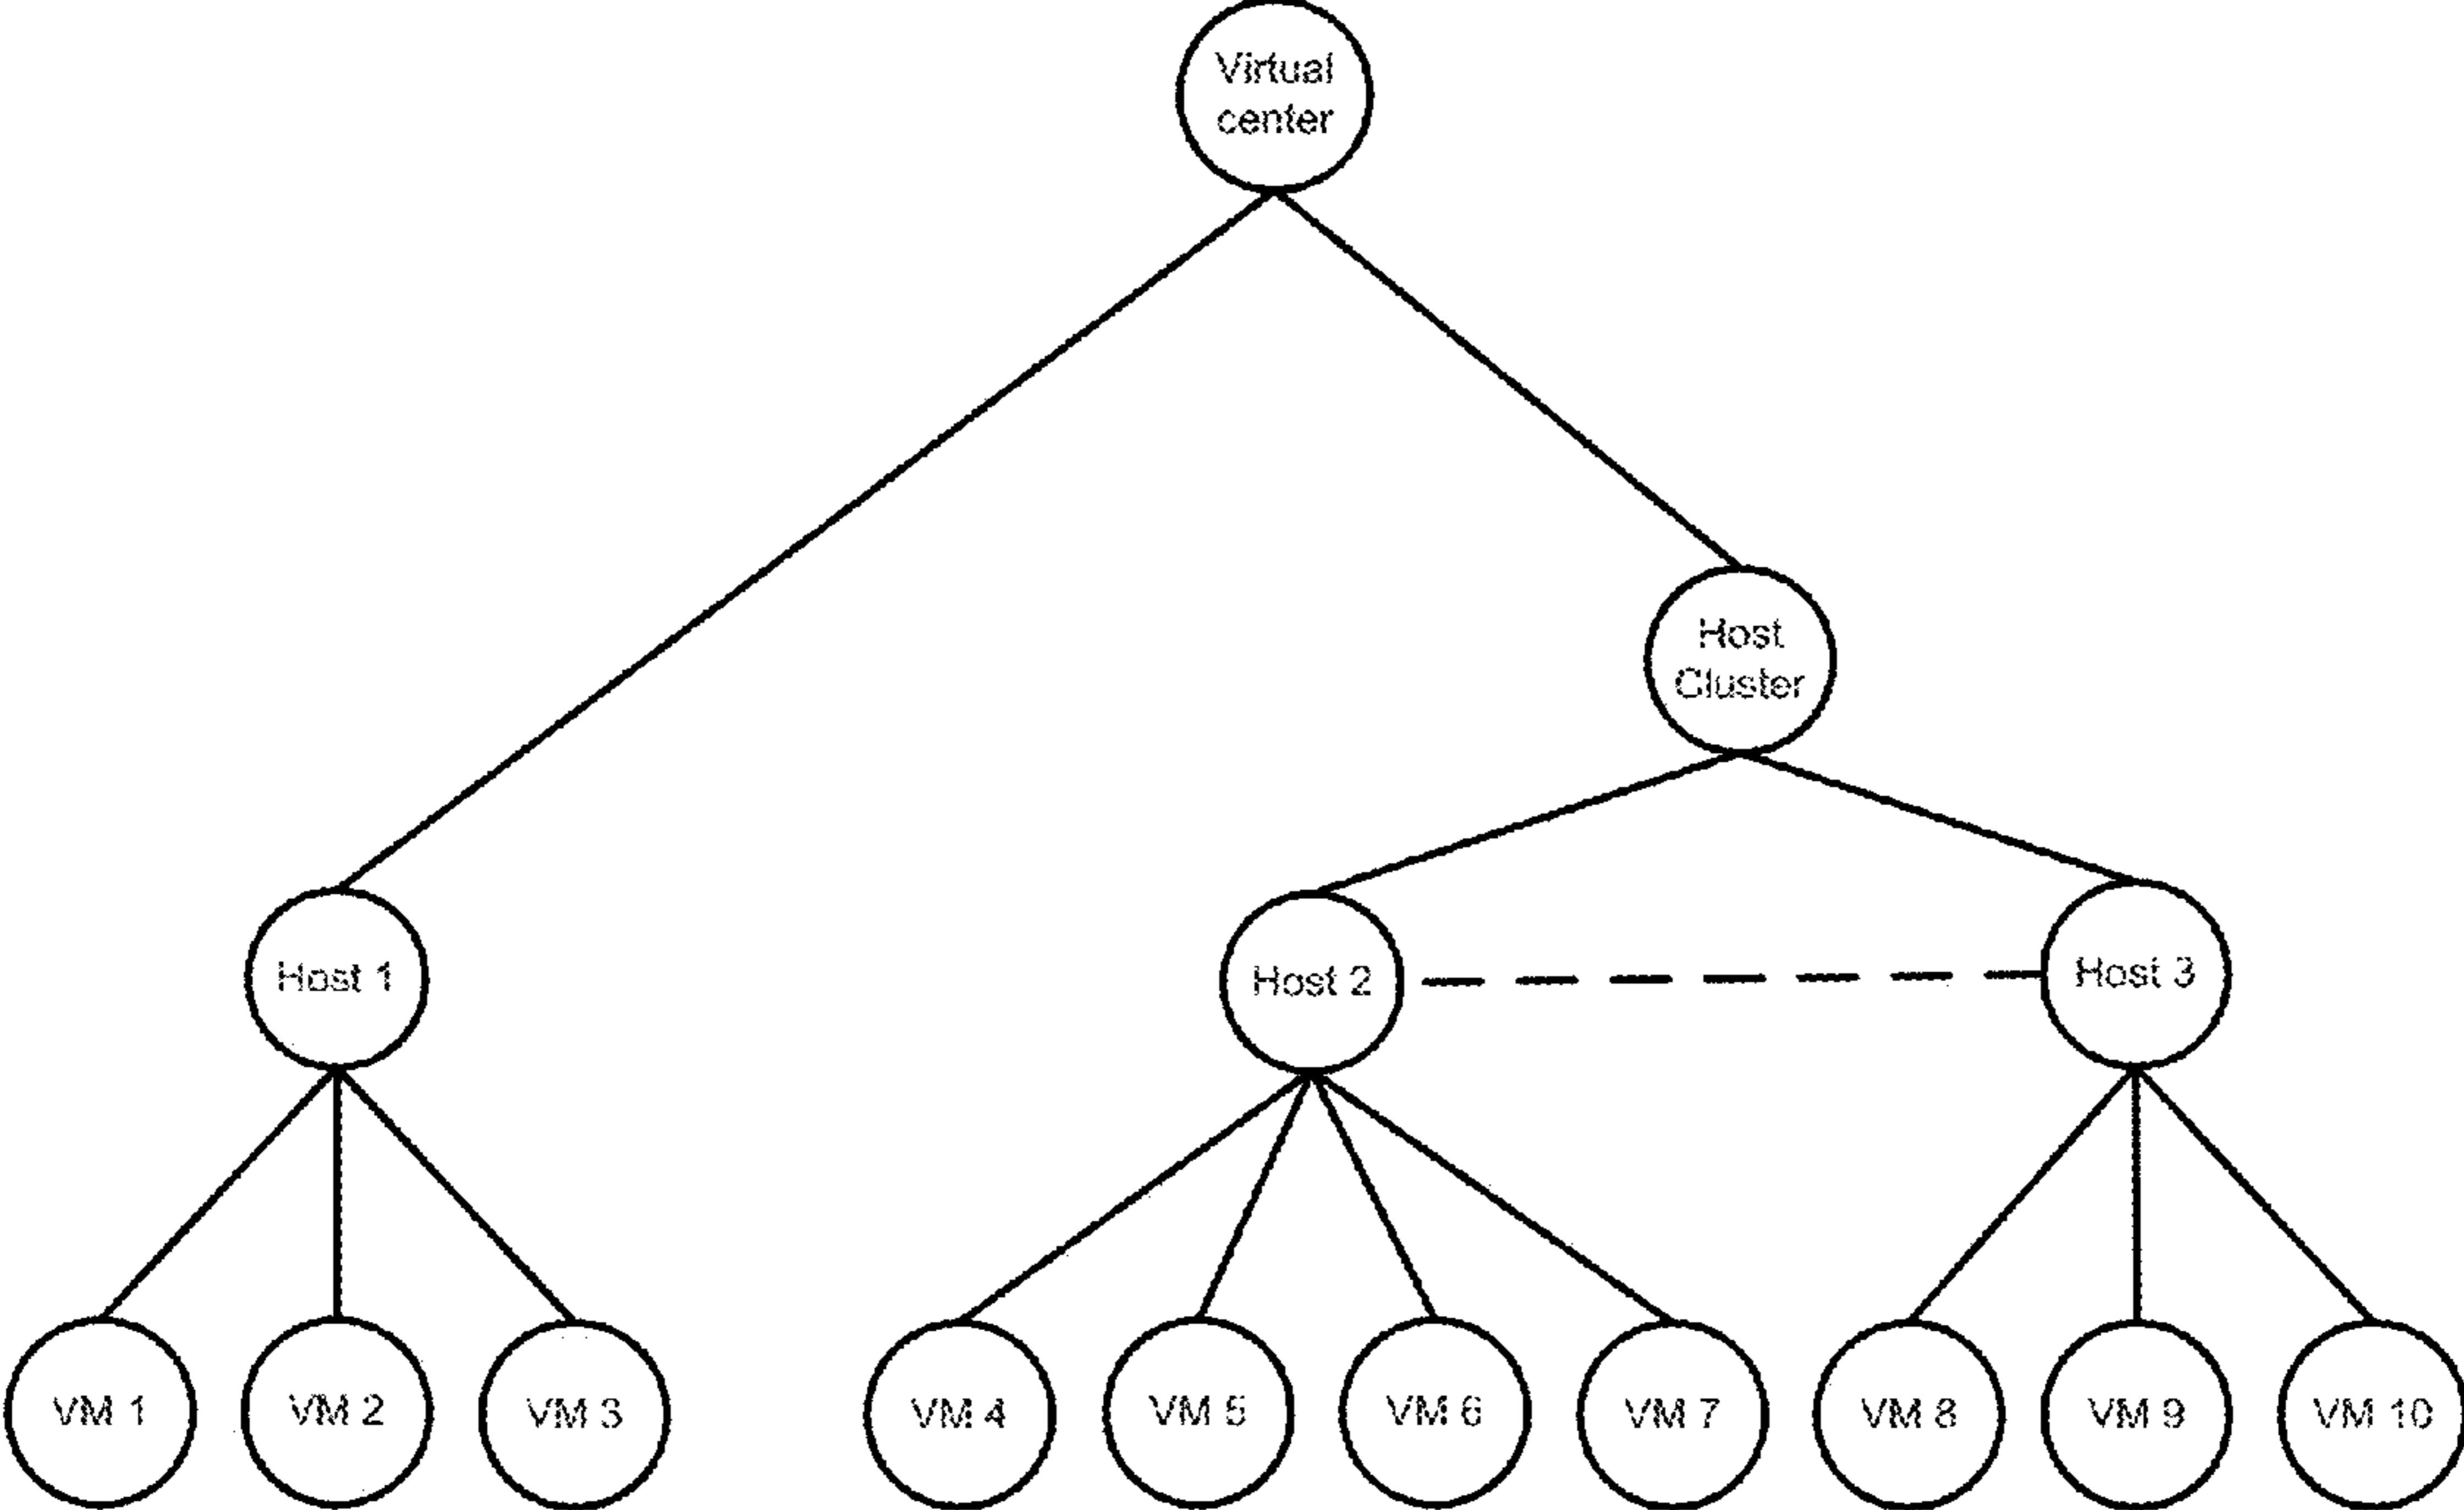 Virtual
center
Host
Cluster
Host 1
Host 2
Host 3
VM 1
VM 2
VM 3
VM 4
VM 5
VM 6
VM 7
VM 8
VM 9
VM 10